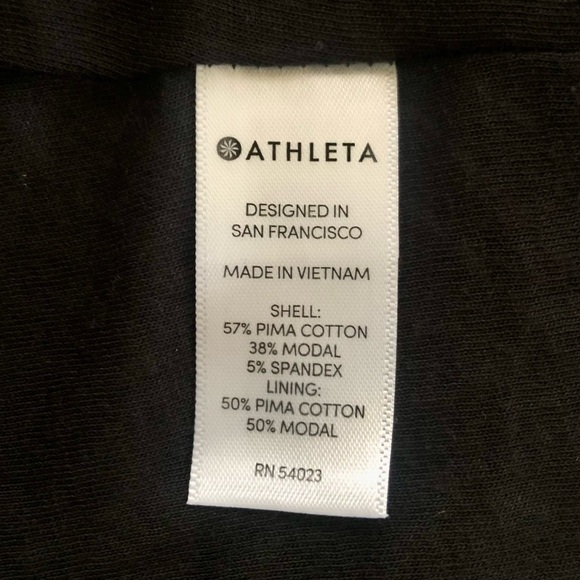 ATHLETA
DESIGNED IN
SAN FRANCISCO
MADE IN VIETNAM
SHELL:
57% PIMA COTTON
38% MODAL
5% SPANDEX
LINING:
50% PIMA COTTON
50% MODAL
RN 54023